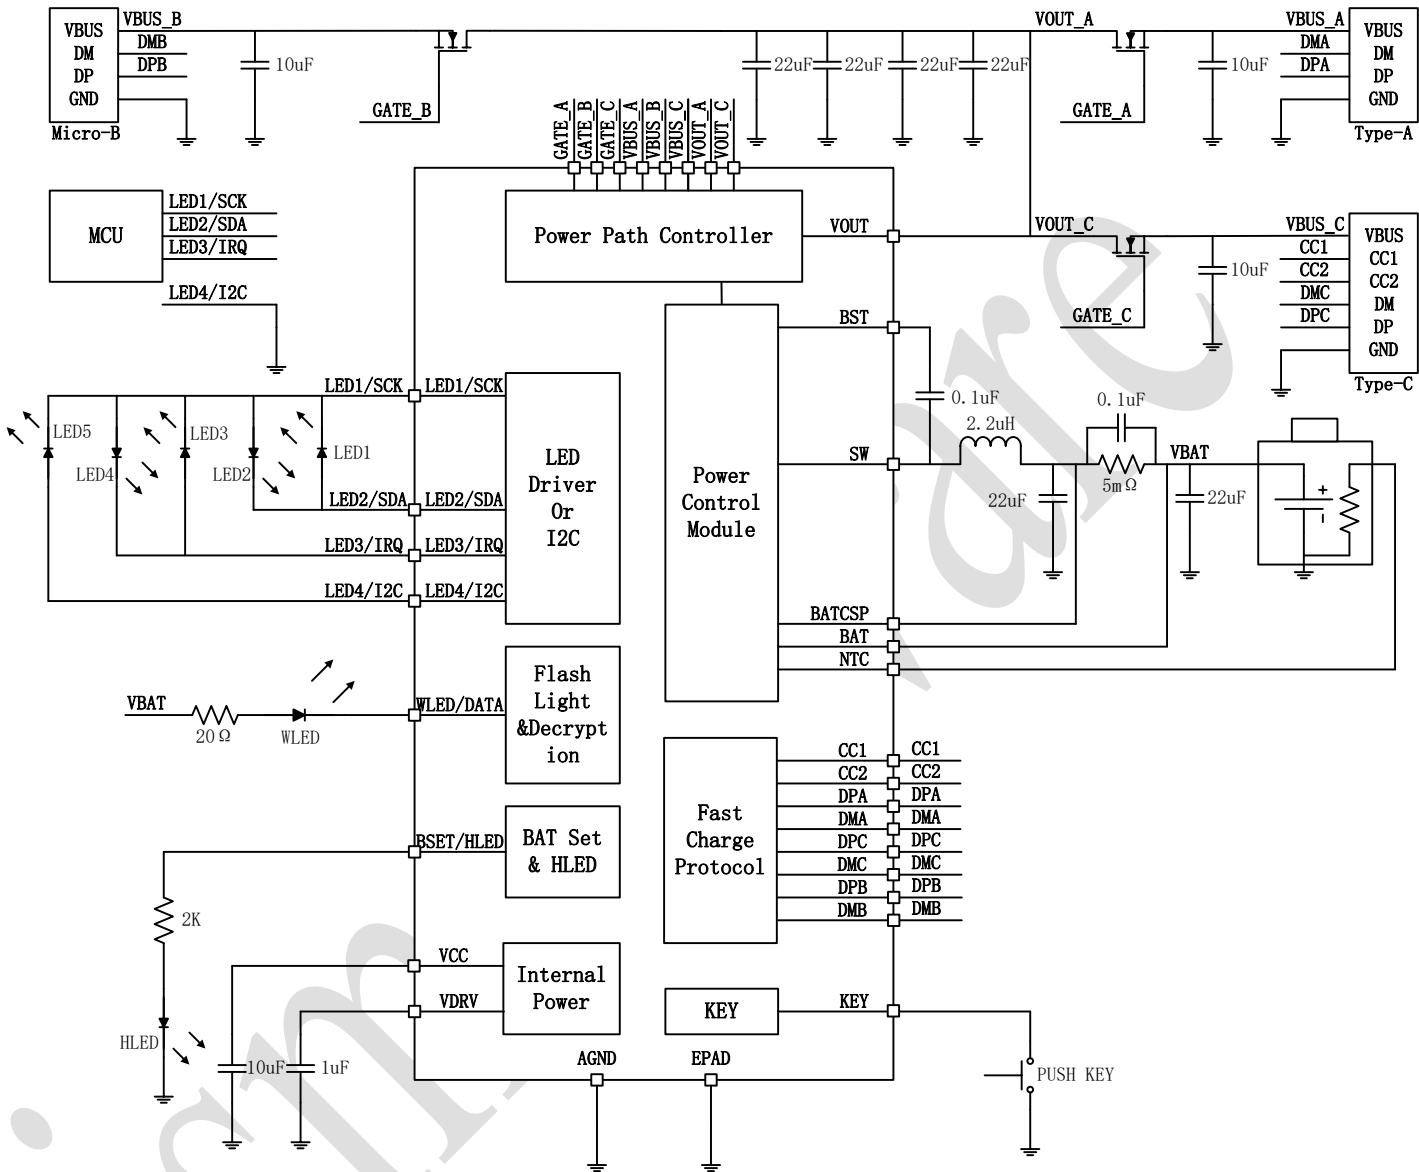 VBUS
DM
DP
GND
Micro-B
VBUS_B
DMB
DPB
10uF
GATE_B
22uF
22uF
22uF
22uF
VOUT_A
GATE_A
VBUS_A
DMA
DPA
10uF
VBUS
DM
DP
GND
Type-A
GATE_A
GATE_B
GATE_C
VBUS_A
VBUS_B
VBUS_C
VOUT_A
VOUT_C
MCU
LED1/SCK
LED2/SDA
LED3/IRQ
LED4/I2C
Power Path Controller
VOUT
VOUT_C
GATE_C
VBUS_C
CC1
CC2
DMC
DPC
10uF
VBUS
CC1
CC2
DM
DP
GND
Type-C
LED5
LED4
LED3
LED2
LED1
LED1/SCK
LED2/SDA
LED3/IRQ
LED4/I2C
LED1/SCK
LED2/SDA
LED3/IRQ
LED4/I2C
LED
Driver
Or
I2C
Power
Control
Module
BST
SW
BATCSP
BAT
NTC
0.1uF
2.2uH
0.1uF
5mΩ
VBAT
22uF
22uF
+
-
VBAT
20Ω
WLED
WLED/DATA
Flash
Light
&Decrypt
ion
BSET/HLED
BAT Set
& HLED
2K
HLED
Fast
Charge
Protocol
CC1
CC2
DPA
DMA
DPC
DMC
DPB
DMB
CC1
CC2
DPA
DMA
DPC
DMC
DPB
DMB
VCC
VDRV
Internal
Power
10uF
1uF
KEY
KEY
PUSH KEY
AGND
EPAD